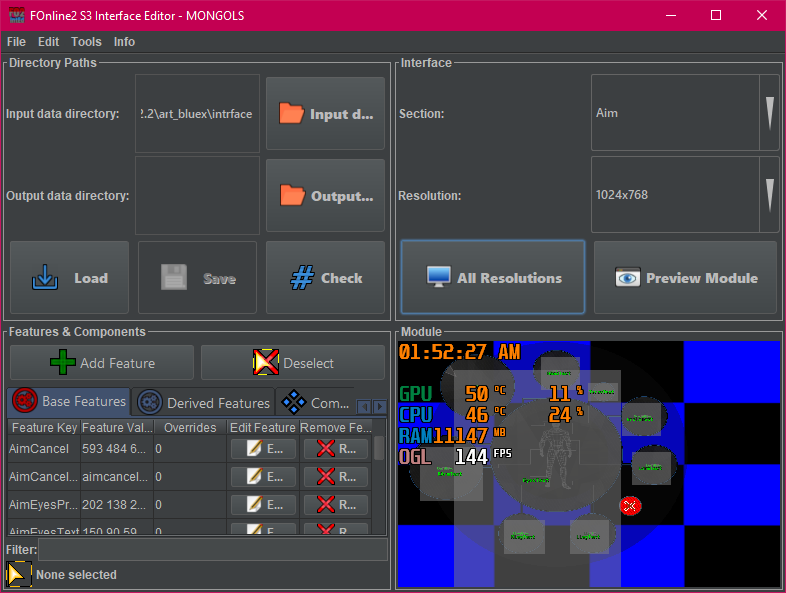 FOnline2 S3 Interface Editor - MONGOLS
File Edit Tools Info
Directory Paths
Input data directory:
?.2\art_bluex\intrface
Input d...
Output data directory:
Output...
Load
Save
Check
Interface
Section:
Aim
Resolution:
1024x768
All Resolutions
Preview Module
Features & Components
Add Feature
Deselect
Base Features
Derived Features
Com...
Feature Key Feature Val... Overrides Edit Feature Remove Fe...
AimCancel 593 484 6... 0 E... R...
AimCancel... aimcancel... 0 E... R...
AimEyesPr... 202 138 2... 0 E... R...
AimEyesText 150 90 59 0 E... R...
Filter:
None selected
Module
01:52:27 AM
GPU 50 °C 11 %
CPU 46 °C 24 %
RAM 11147 MB
OGL 144 FPS